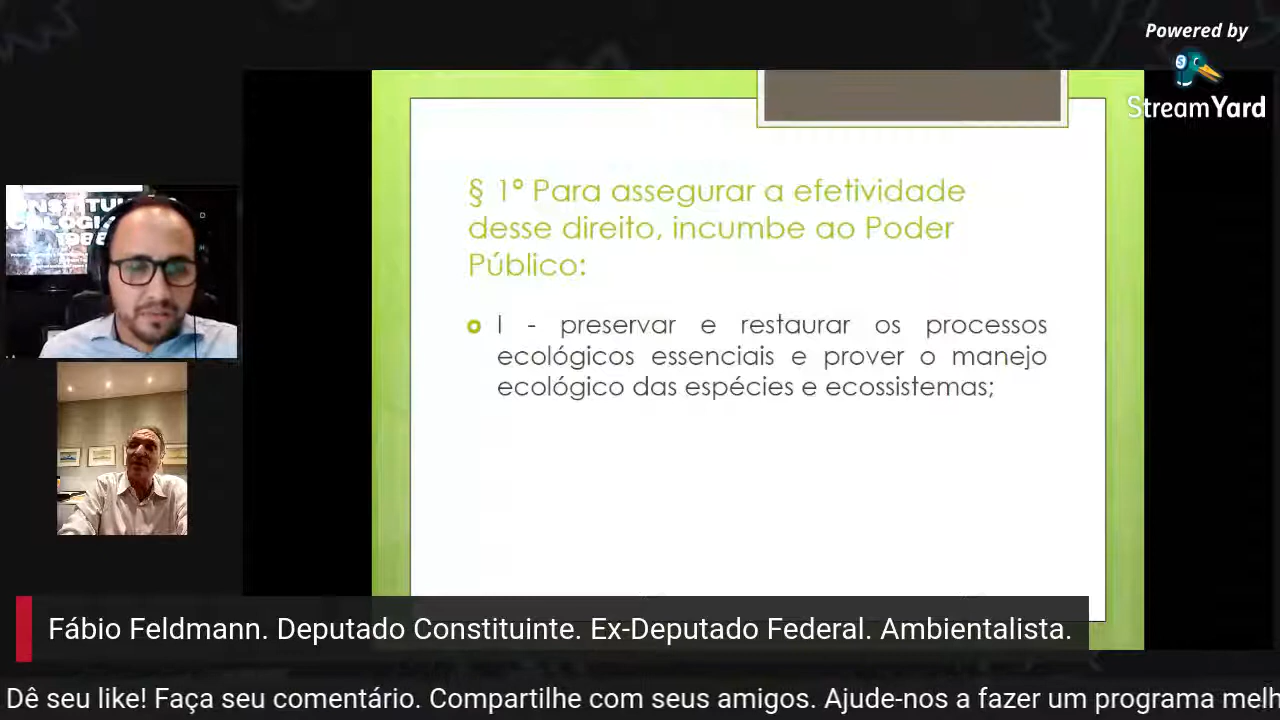 Powered by
StreamYard
§ 1º Para assegurar a efetividade
desse direito, incumbe ao Poder
Público:
I - preservar e restaurar os processos
ecológicos essenciais e prover o manejo
ecológico das espécies e ecossistemas;
Fábio Feldmann. Deputado Constituinte. Ex-Deputado Federal. Ambientalista.
Dê seu like! Faça seu comentário. Compartilhe com seus amigos. Ajude-nos a fazer um programa